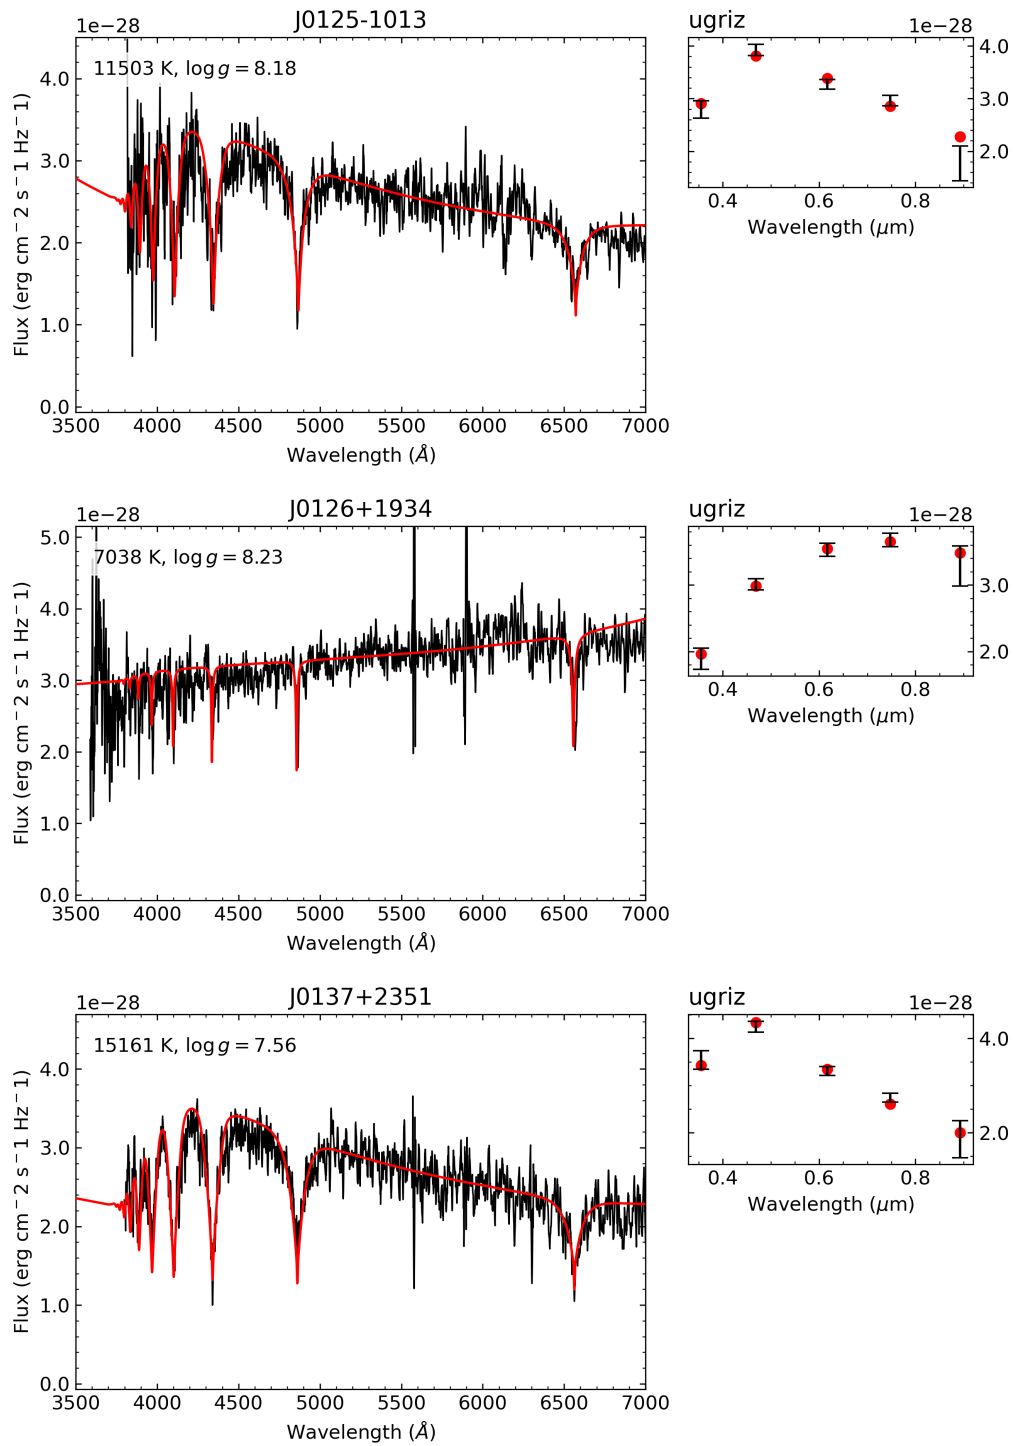 J0125-1013
1e−28
11503 K, log g = 8.18
4.0
3.0
2.0
1.0
0.0
Flux (erg cm−2 s−1 Hz−1)
3500 4000 4500 5000 5500 6000 6500 7000
Wavelength (Å)
ugriz
1e−28
4.0
3.0
2.0
0.4 0.6 0.8
Wavelength (μm)
J0126+1934
1e−28
7038 K, log g = 8.23
5.0
4.0
3.0
2.0
1.0
0.0
Flux (erg cm−2 s−1 Hz−1)
3500 4000 4500 5000 5500 6000 6500 7000
Wavelength (Å)
ugriz
1e−28
3.0
2.0
0.4 0.6 0.8
Wavelength (μm)
J0137+2351
1e−28
15161 K, log g = 7.56
4.0
3.0
2.0
1.0
0.0
Flux (erg cm−2 s−1 Hz−1)
3500 4000 4500 5000 5500 6000 6500 7000
Wavelength (Å)
ugriz
1e−28
4.0
2.0
0.4 0.6 0.8
Wavelength (μm)